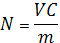 N = VC/m